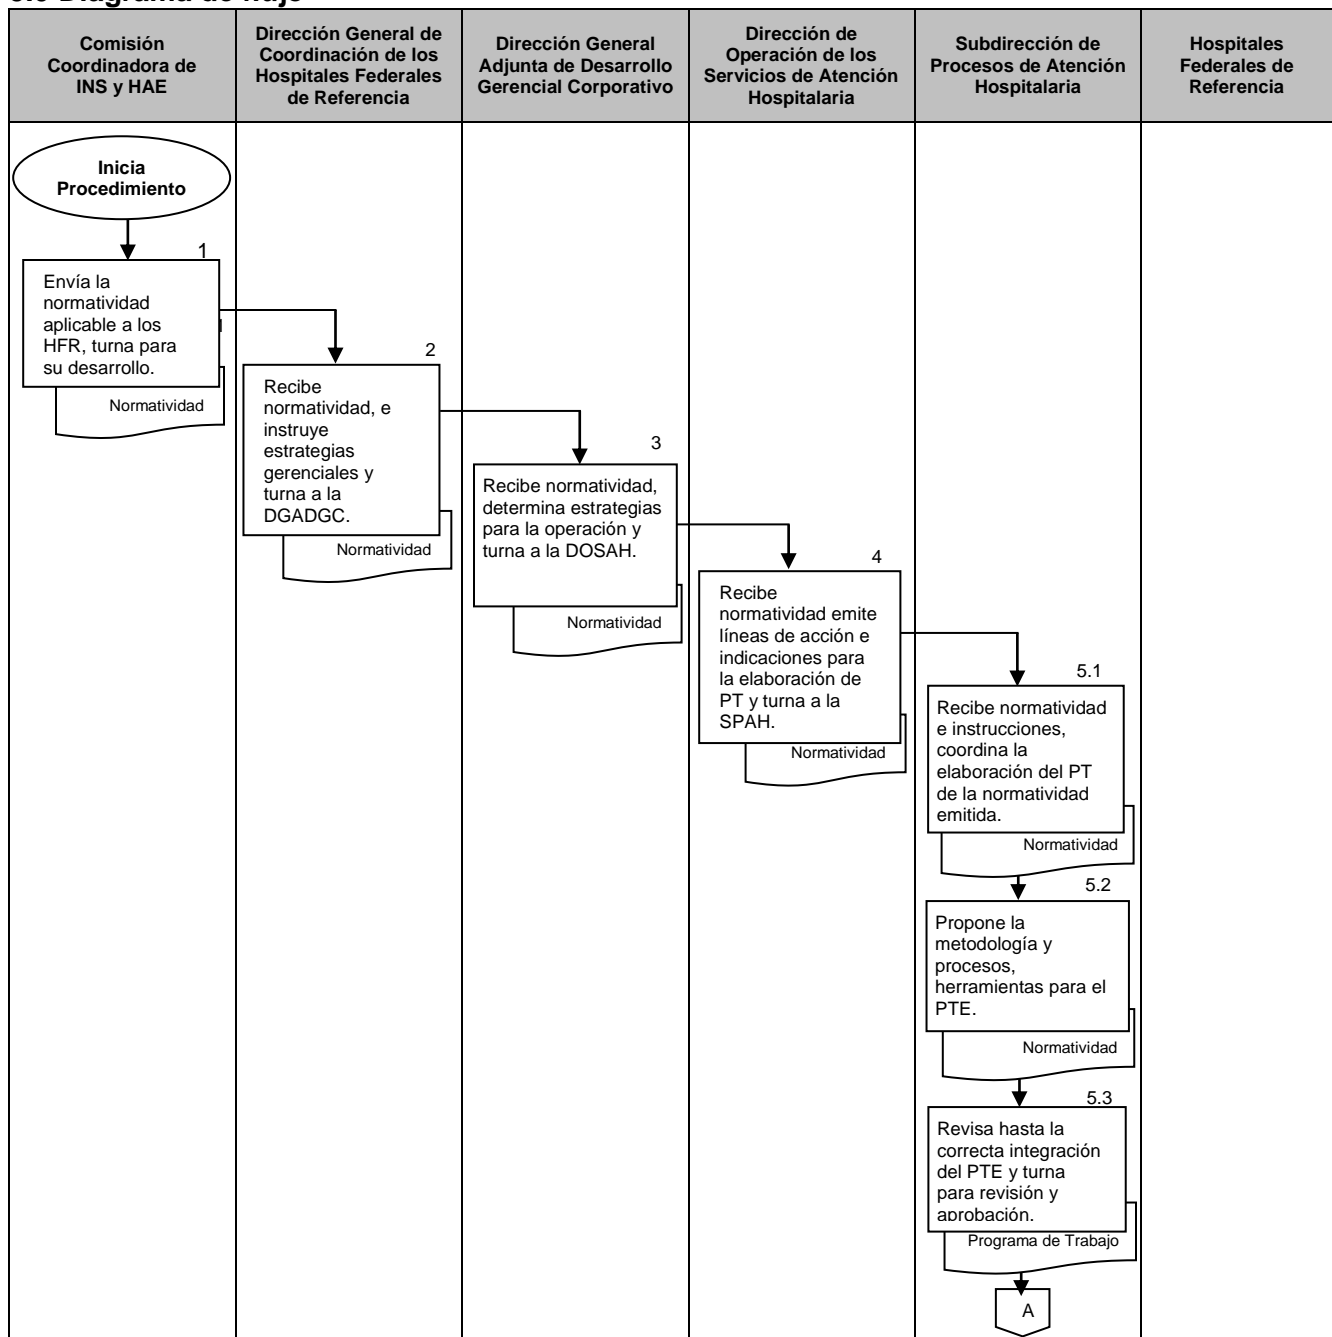 Comisión
Coordinadora de
INS y HAE
Dirección General de
Coordinación de los
Hospitales Federales
de Referencia
Dirección General
Adjunta de Desarrollo
Gerencial Corporativo
Dirección de
Operación de los
Servicios de Atención
Hospitalaria
Subdirección de
Procesos de Atención
Hospitalaria
Hospitales
Federales de
Referencia
Inicia
Procedimiento
1
Envía la
normatividad
aplicable a los
HFR, turna para
su desarrollo.
Normatividad
2
Recibe
normatividad, e
instruye
estrategias
gerenciales y
turna a la
DGADGC.
Normatividad
3
Recibe normatividad,
determina estrategias
para la operación y
turna a la DOSAH.
Normatividad
4
Recibe
normatividad emite
líneas de acción e
indicaciones para
la elaboración de
PT y turna a la
SPAH.
Normatividad
5.1
Recibe normatividad
e instrucciones,
coordina la
elaboración del PT
de la normatividad
emitida.
Normatividad
5.2
Propone la
metodología y
procesos,
herramientas para el
PTE.
Normatividad
5.3
Revisa hasta la
correcta integración
del PTE y turna
para revisión y
aprobación.
Programa de Trabajo
A